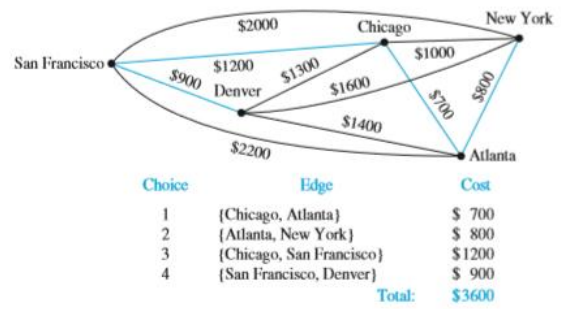 $2000
Chicago
New York
San Francisco
$1200
$1300
$1000
$900
Denver
$1600
$700
$800
$1400
$2200
Atlanta
Choice Edge Cost
1 {Chicago, Atlanta} $ 700
2 {Atlanta, New York} $ 800
3 {Chicago, San Francisco} $1200
4 {San Francisco, Denver} $ 900
Total: $3600